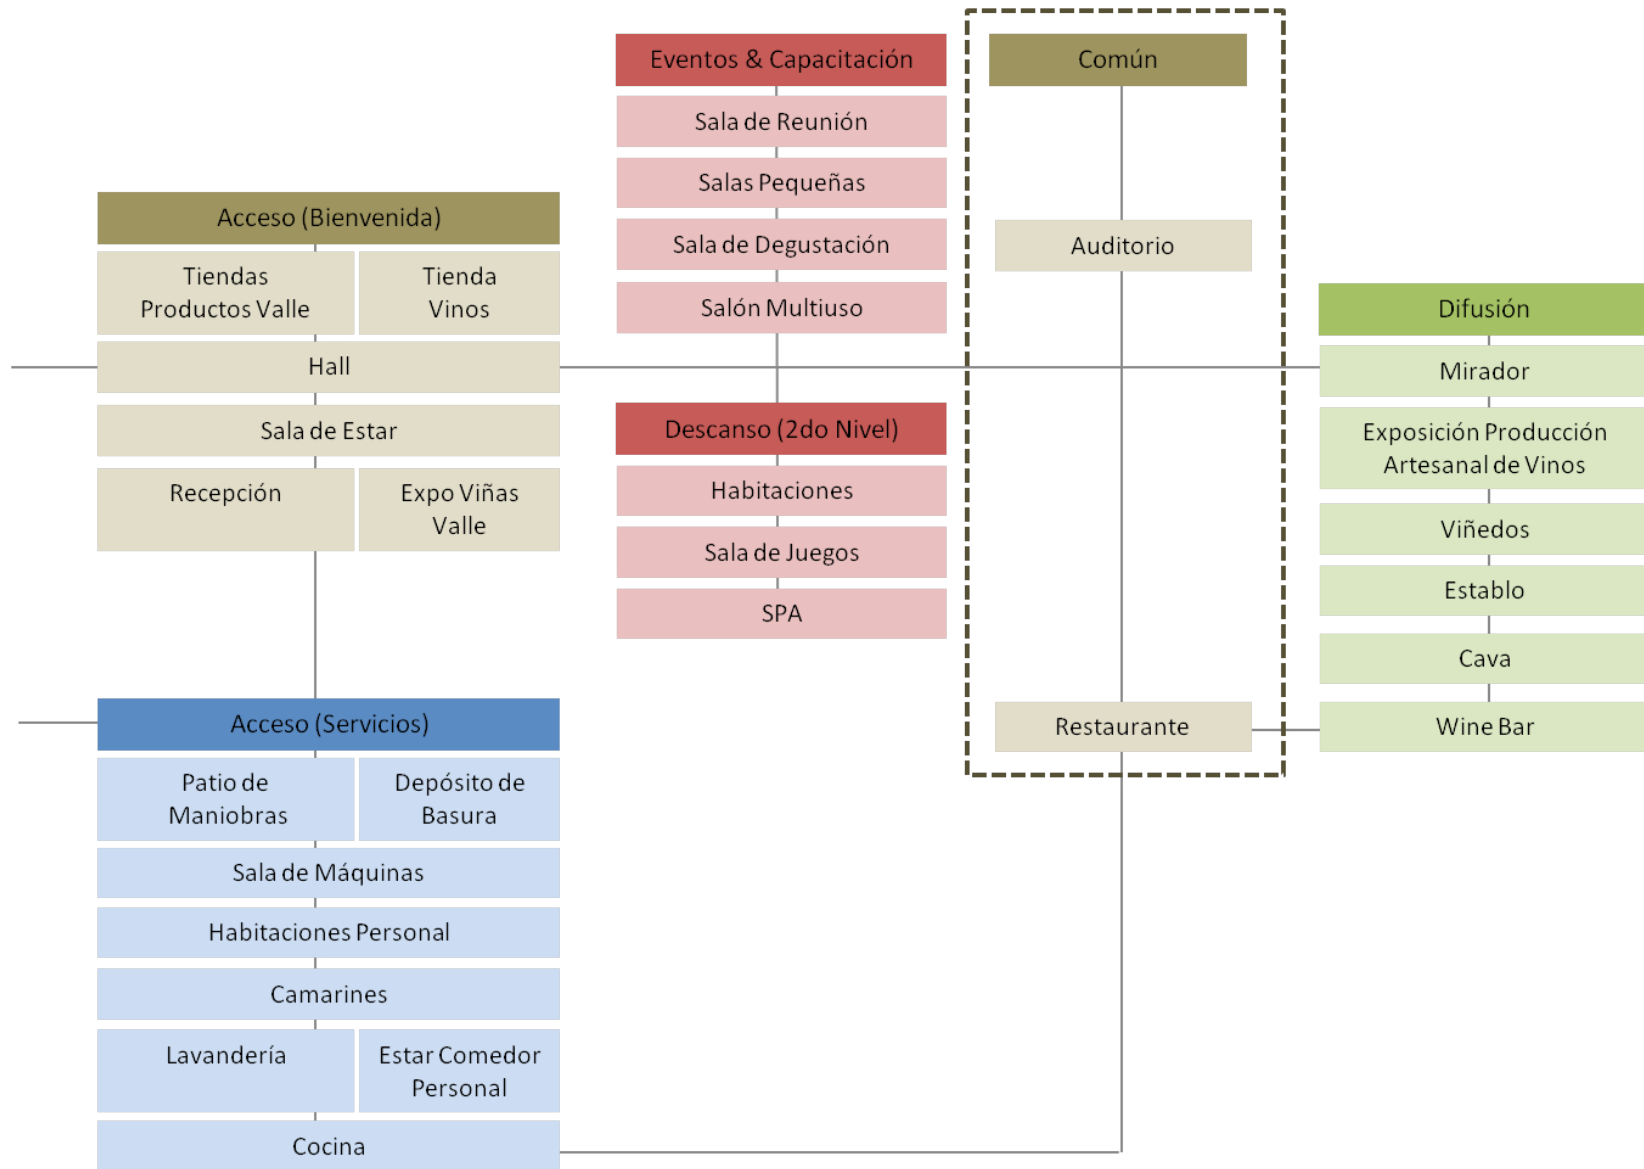 Eventos & Capacitación
Sala de Reunión
Salas Pequeñas
Sala de Degustación
Salón Multiuso
Común
Auditorio
Restaurante
Acceso (Bienvenida)
Tiendas
Productos Valle
Tienda
Vinos
Hall
Sala de Estar
Recepción
Expo Viñas
Valle
Descanso (2do Nivel)
Habitaciones
Sala de Juegos
SPA
Difusión
Mirador
Exposición Producción
Artesanal de Vinos
Viñedos
Establo
Cava
Wine Bar
Acceso (Servicios)
Patio de
Maniobras
Depósito de
Basura
Sala de Máquinas
Habitaciones Personal
Camarines
Lavandería
Estar Comedor
Personal
Cocina